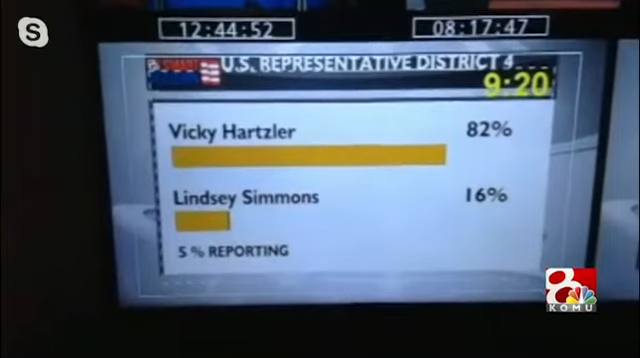 12:44:52
08:17:47
SMART
U.S. REPRESENTATIVE DISTRICT 4
9:20
Vicky Hartzler 82%
Lindsey Simmons 16%
5% REPORTING
8
KOMU